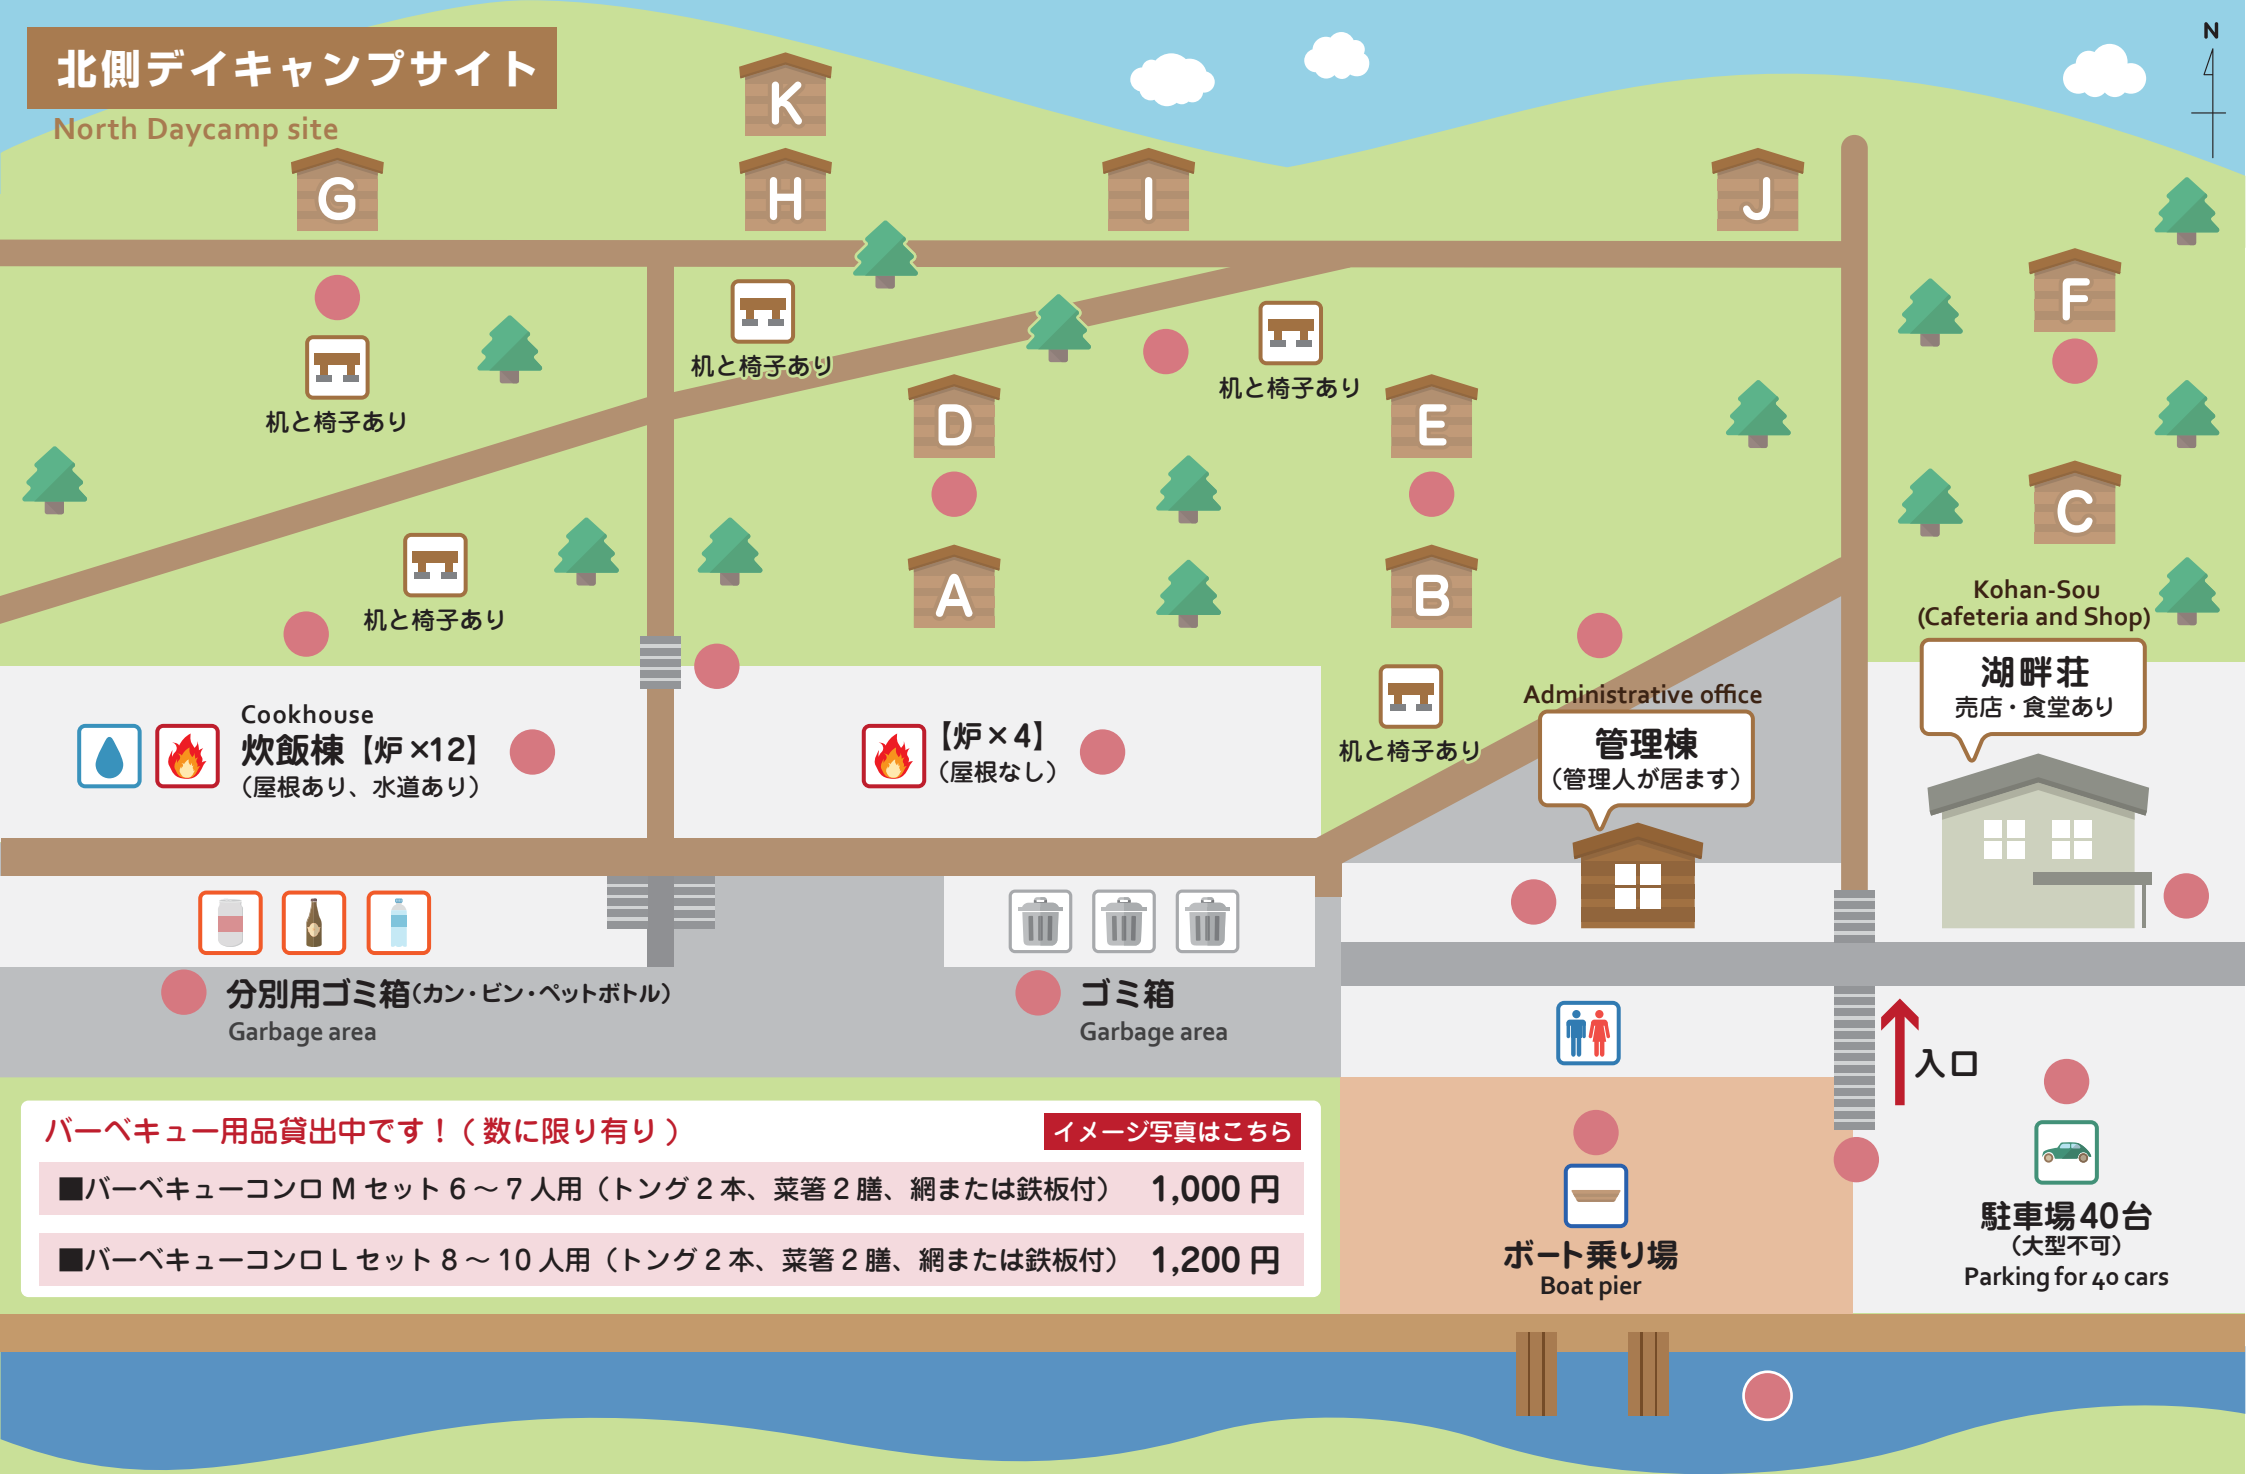 北側デイキャンプサイト
North Daycamp site
N
K
G
H
I
J
F
机と椅子あり
机と椅子あり
机と椅子あり
D
E
C
机と椅子あり
A
B
Kohan-Sou
(Cafeteria and Shop)
湖畔荘
売店・食堂あり
Administrative office
管理棟
（管理人が居ます）
机と椅子あり
Cookhouse
炊飯棟【炉×12】
（屋根あり、水道あり）
【炉×4】
（屋根なし）
分別用ゴミ箱（カン・ビン・ペットボトル）
Garbage area
ゴミ箱
Garbage area
入口
バーベキュー用品貸出中です！（数に限り有り）
イメージ写真はこちら
■バーベキューコンロ M セット 6～7 人用（トング 2 本、菜箸 2 膳、網または鉄板付） 1,000 円
■バーベキューコンロ L セット 8～10 人用（トング 2 本、菜箸 2 膳、網または鉄板付） 1,200 円
ボート乗り場
Boat pier
駐車場40台
（大型不可）
Parking for 40 cars